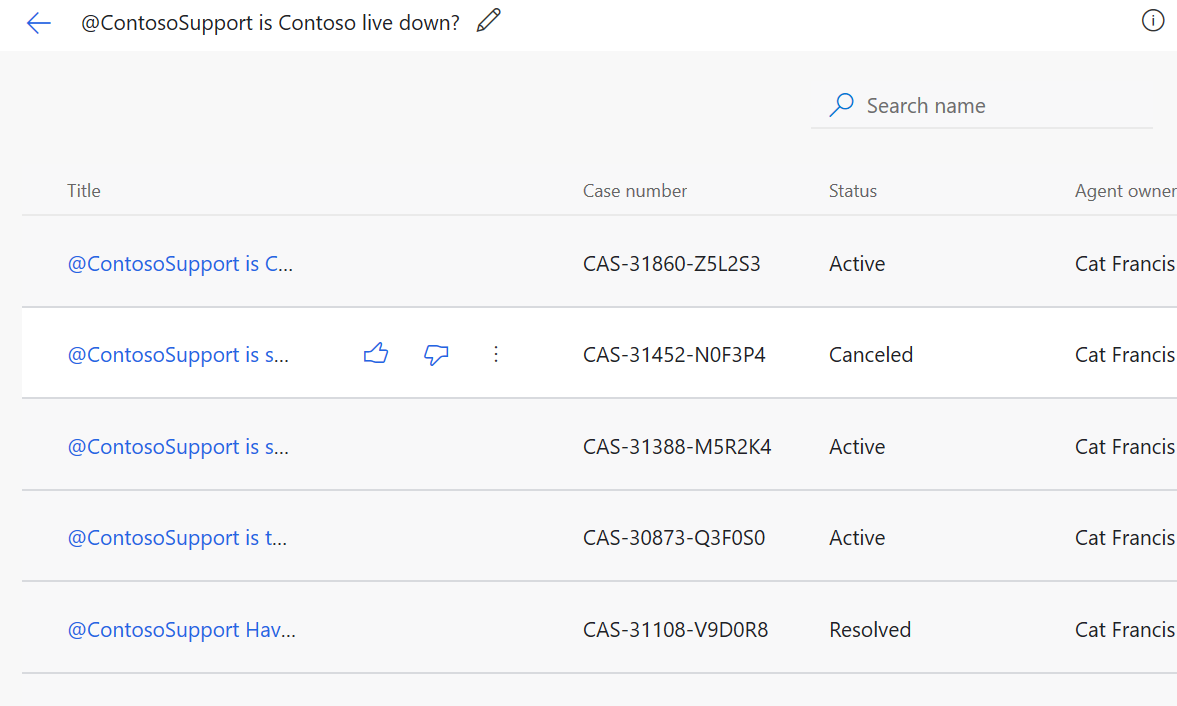 @ContosoSupport is Contoso live down?
Search name
Title Case number Status Agent owner
@ContosoSupport is C... CAS-31860-Z5L2S3 Active Cat Francis
@ContosoSupport is s... CAS-31452-N0F3P4 Canceled Cat Francis
@ContosoSupport is s... CAS-31388-M5R2K4 Active Cat Francis
@ContosoSupport is t... CAS-30873-Q3F0S0 Active Cat Francis
@ContosoSupport Hav... CAS-31108-V9D0R8 Resolved Cat Francis